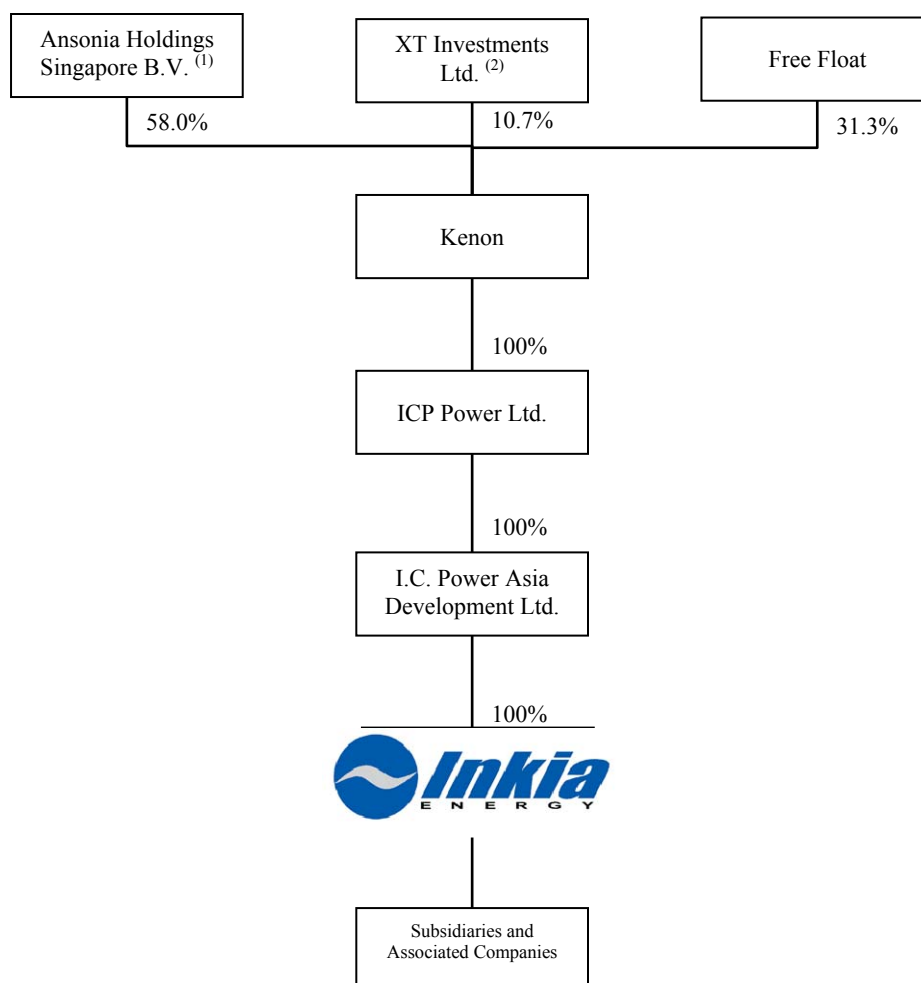 Ansonia Holdings
Singapore B.V. (1)
XT Investments
Ltd. (2)
Free Float
58.0%
10.7%
31.3%
Kenon
100%
ICP Power Ltd.
100%
I.C. Power Asia
Development Ltd.
100%
Inkia
ENERGY
Subsidiaries and
Associated Companies